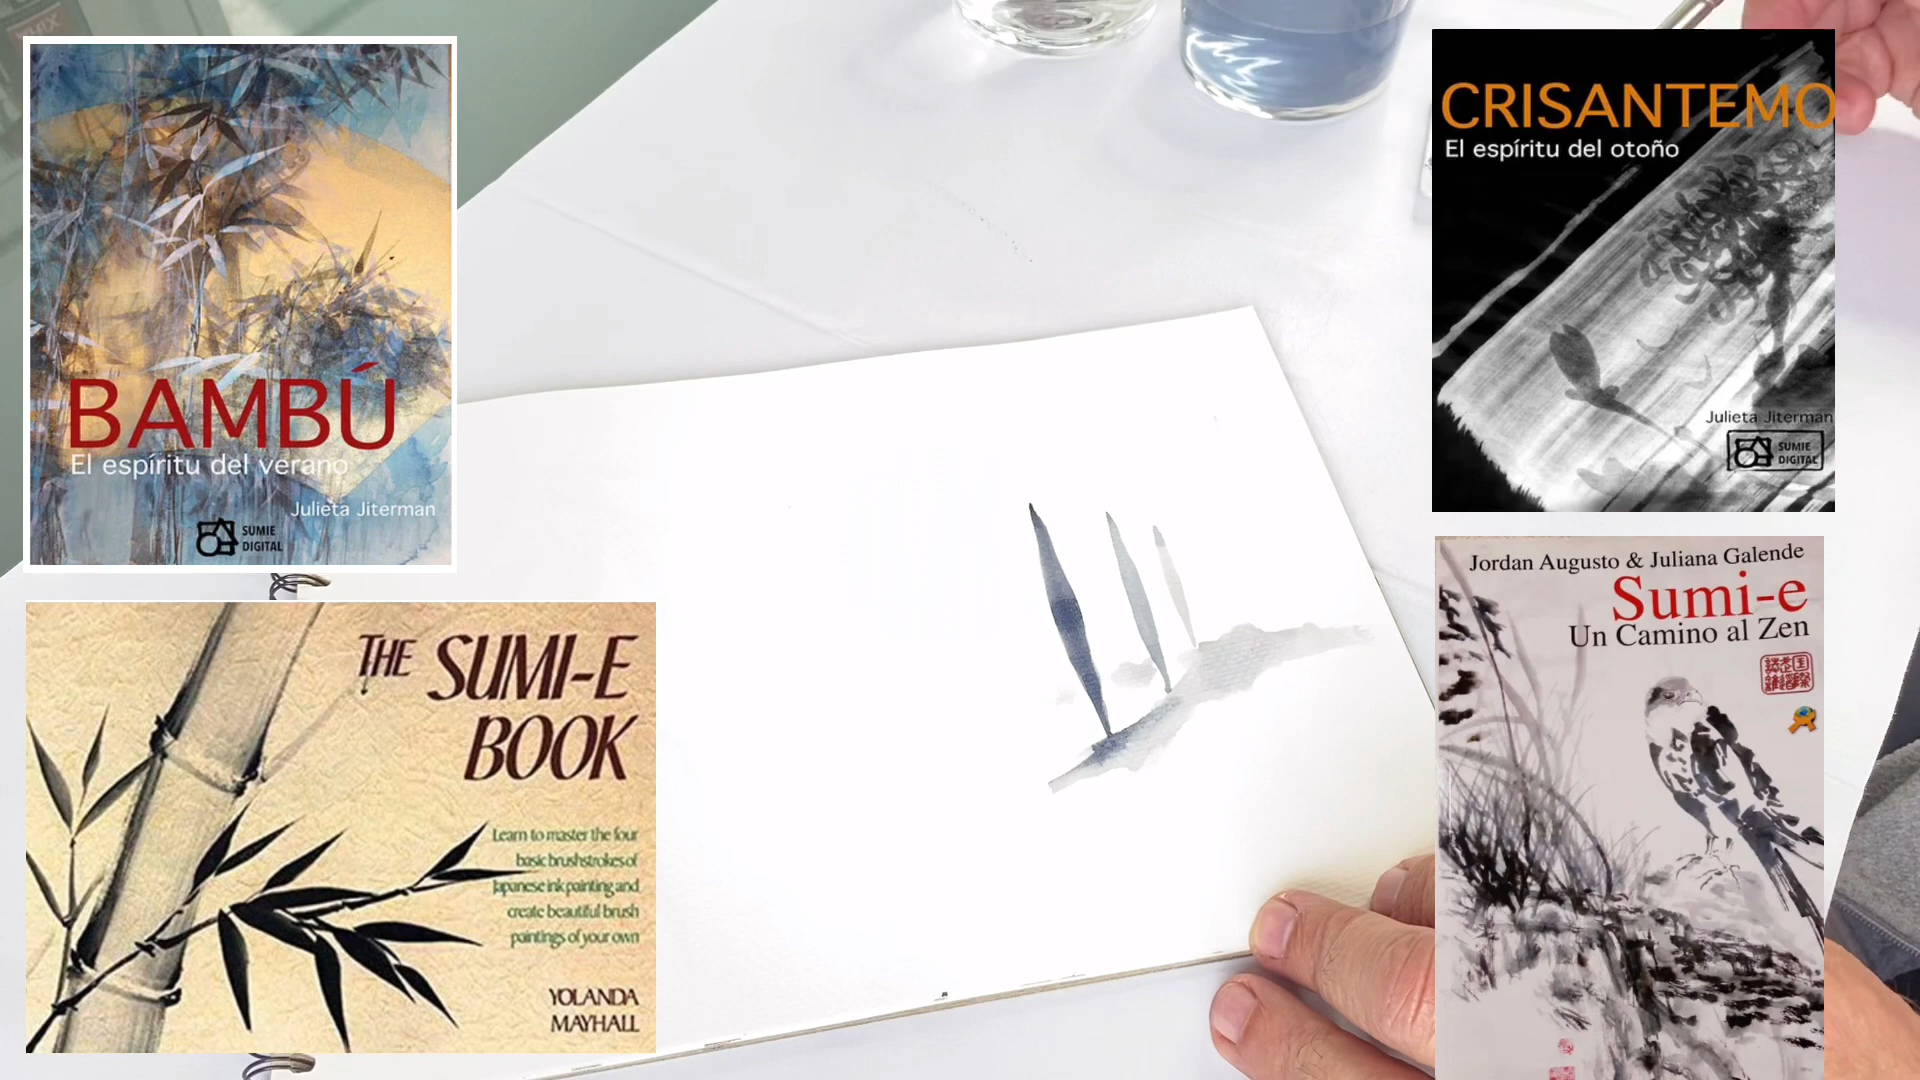 BAMBÚ
El espíritu del verano
Julieta Jiterman
SUMIE
DIGITAL
THE SUMI-E
BOOK
Learn to master the four
basic brushstrokes of
Japanese ink painting and
create beautiful brush
paintings of your own
YOLANDA
MAYHALL
CRISANTEMO
El espíritu del otoño
Julieta Jiterman
SUMIE
DIGITAL
Jordan Augusto & Juliana Galende
Sumi-e
Un Camino al Zen